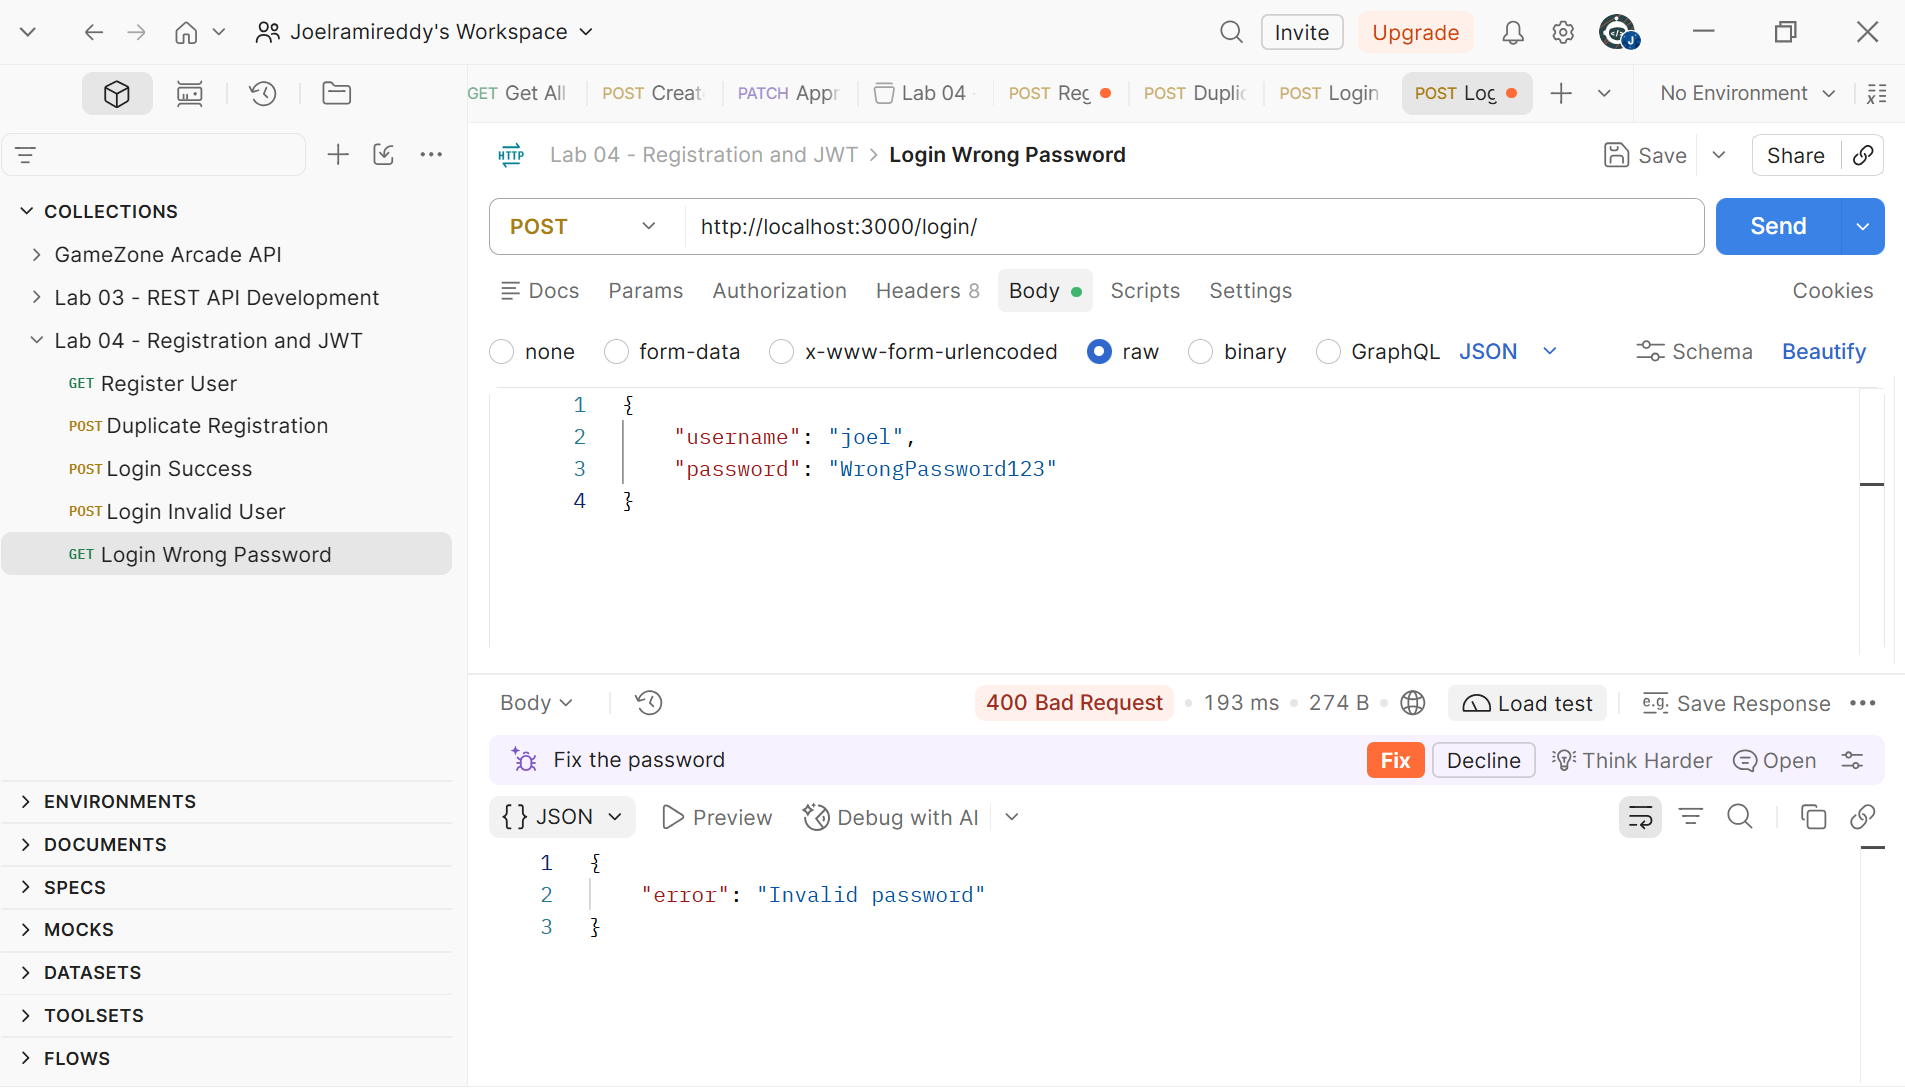 Joelramireddy's Workspace
Invite
Upgrade
J
GET Get All
POST Creat
PATCH Appr
Lab 04
POST Reg
POST Duplic
POST Login
POST Log
No Environment
HTTP
Lab 04 - Registration and JWT > Login Wrong Password
Save
Share
COLLECTIONS
GameZone Arcade API
Lab 03 - REST API Development
Lab 04 - Registration and JWT
GET Register User
POST Duplicate Registration
POST Login Success
POST Login Invalid User
GET Login Wrong Password
ENVIRONMENTS
DOCUMENTS
SPECS
MOCKS
DATASETS
TOOLSETS
FLOWS
POST
http://localhost:3000/login/
Send
Docs
Params
Authorization
Headers 8
Body
Scripts
Settings
Cookies
none
form-data
x-www-form-urlencoded
raw
binary
GraphQL
JSON
Schema
Beautify
1 {
2 "username": "joel",
3 "password": "WrongPassword123"
4 }
Body
400 Bad Request
193 ms
274 B
Load test
e.g. Save Response
Fix the password
Fix
Decline
Think Harder
Open
{} JSON
Preview
Debug with AI
1 {
2 "error": "Invalid password"
3 }